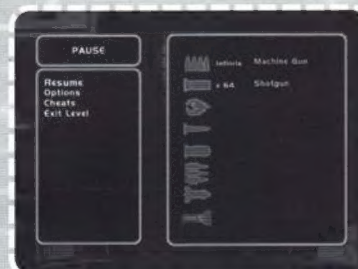 PAUSE
Resume
Options
Cheats
Exit Level
Infinite Machine Gun
x 64 Shotgun